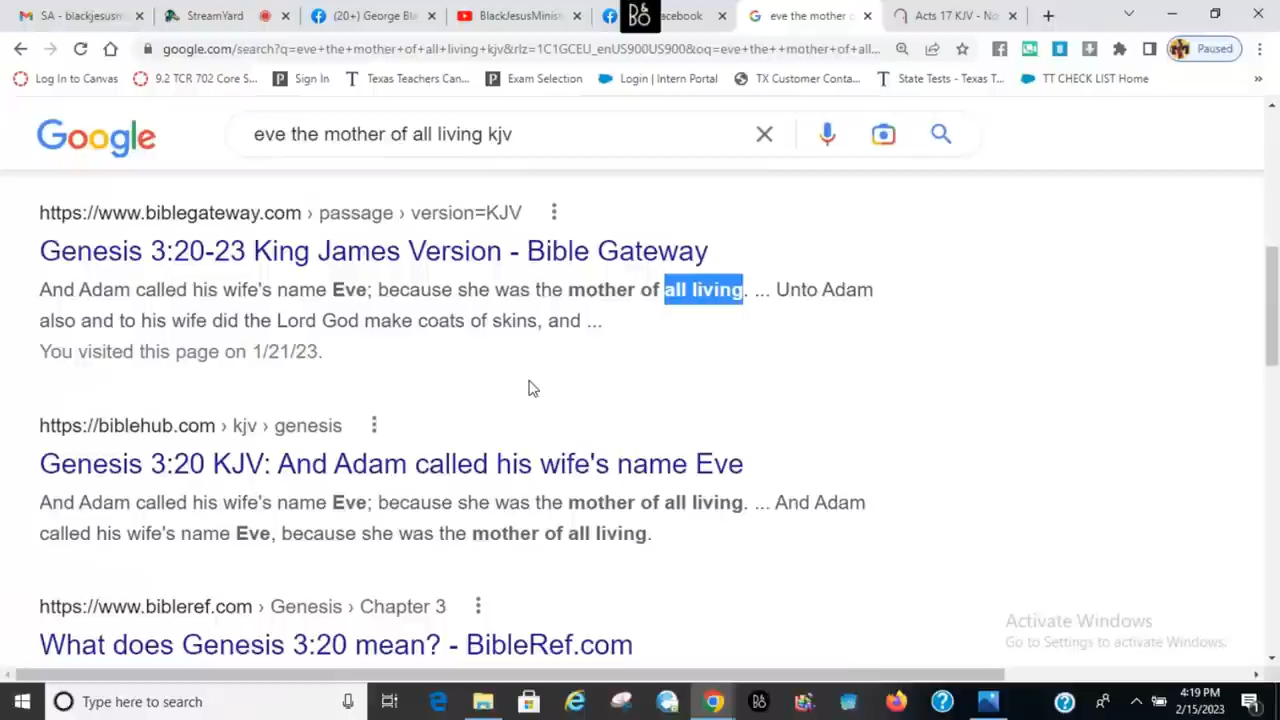 SA - blackjesusm
StreamYard
(20+) George Bla
BlackJesusMinist
B&O
acebook
eve the mother o
Acts 17 KJV - No
google.com/search?q=eve+the+mother+of+all+living+kjv&rlz=1C1GCEU_enUS900US900&oq=eve+the++mother+of+all...
Paused
Log In to Canvas
9.2 TCR 702 Core S...
Sign In
Texas Teachers Can...
Exam Selection
Login | Intern Portal
TX Customer Conta...
State Tests - Texas T...
TT CHECK LIST Home
»
Google
eve the mother of all living kjv
https://www.biblegateway.com › passage › version=KJV
Genesis 3:20-23 King James Version - Bible Gateway
And Adam called his wife's name Eve; because she was the mother of all living. ... Unto Adam
also and to his wife did the Lord God make coats of skins, and ...
You visited this page on 1/21/23.
https://biblehub.com › kjv › genesis
Genesis 3:20 KJV: And Adam called his wife's name Eve
And Adam called his wife's name Eve; because she was the mother of all living. ... And Adam
called his wife's name Eve, because she was the mother of all living.
https://www.bibleref.com › Genesis › Chapter 3
What does Genesis 3:20 mean? - BibleRef.com
Activate Windows
Go to Settings to activate Windows.
Type here to search
B&O
4:19 PM
2/15/2023
1